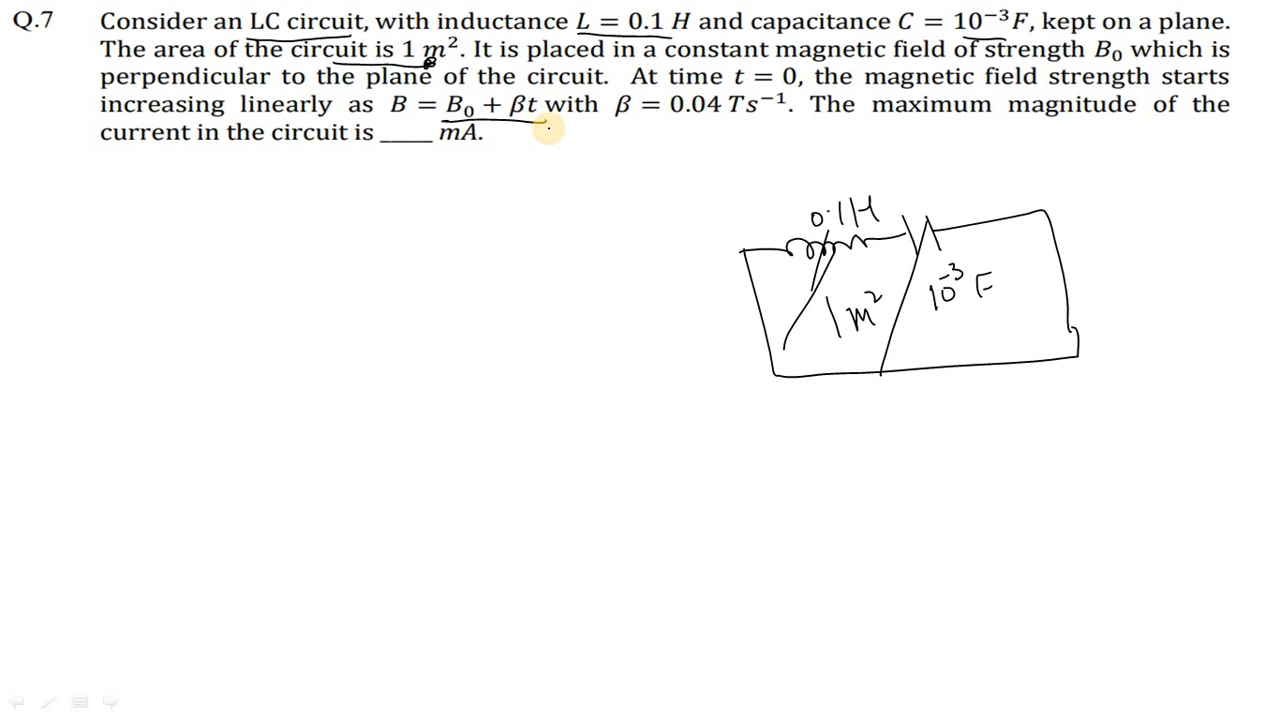 Q.7 Consider an LC circuit, with inductance L = 0.1 H and capacitance C = 10⁻³F, kept on a plane.
The area of the circuit is 1 m². It is placed in a constant magnetic field of strength B₀ which is
perpendicular to the plane of the circuit. At time t = 0, the magnetic field strength starts
increasing linearly as B = B₀ + βt with β = 0.04 Ts⁻¹. The maximum magnitude of the
current in the circuit is ____ mA.
0.1H
1m²
10⁻³F